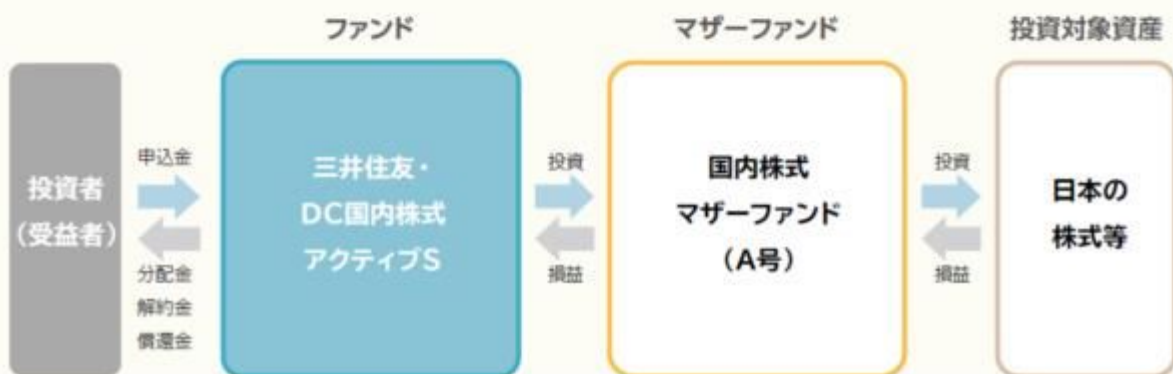 ファンド
マザーファンド
投資対象資産
投資者
（受益者）
申込金
分配金
解約金
償還金
三井住友・
DC国内株式
アクティブS
投資
損益
国内株式
マザーファンド
（A号）
投資
損益
日本の
株式等